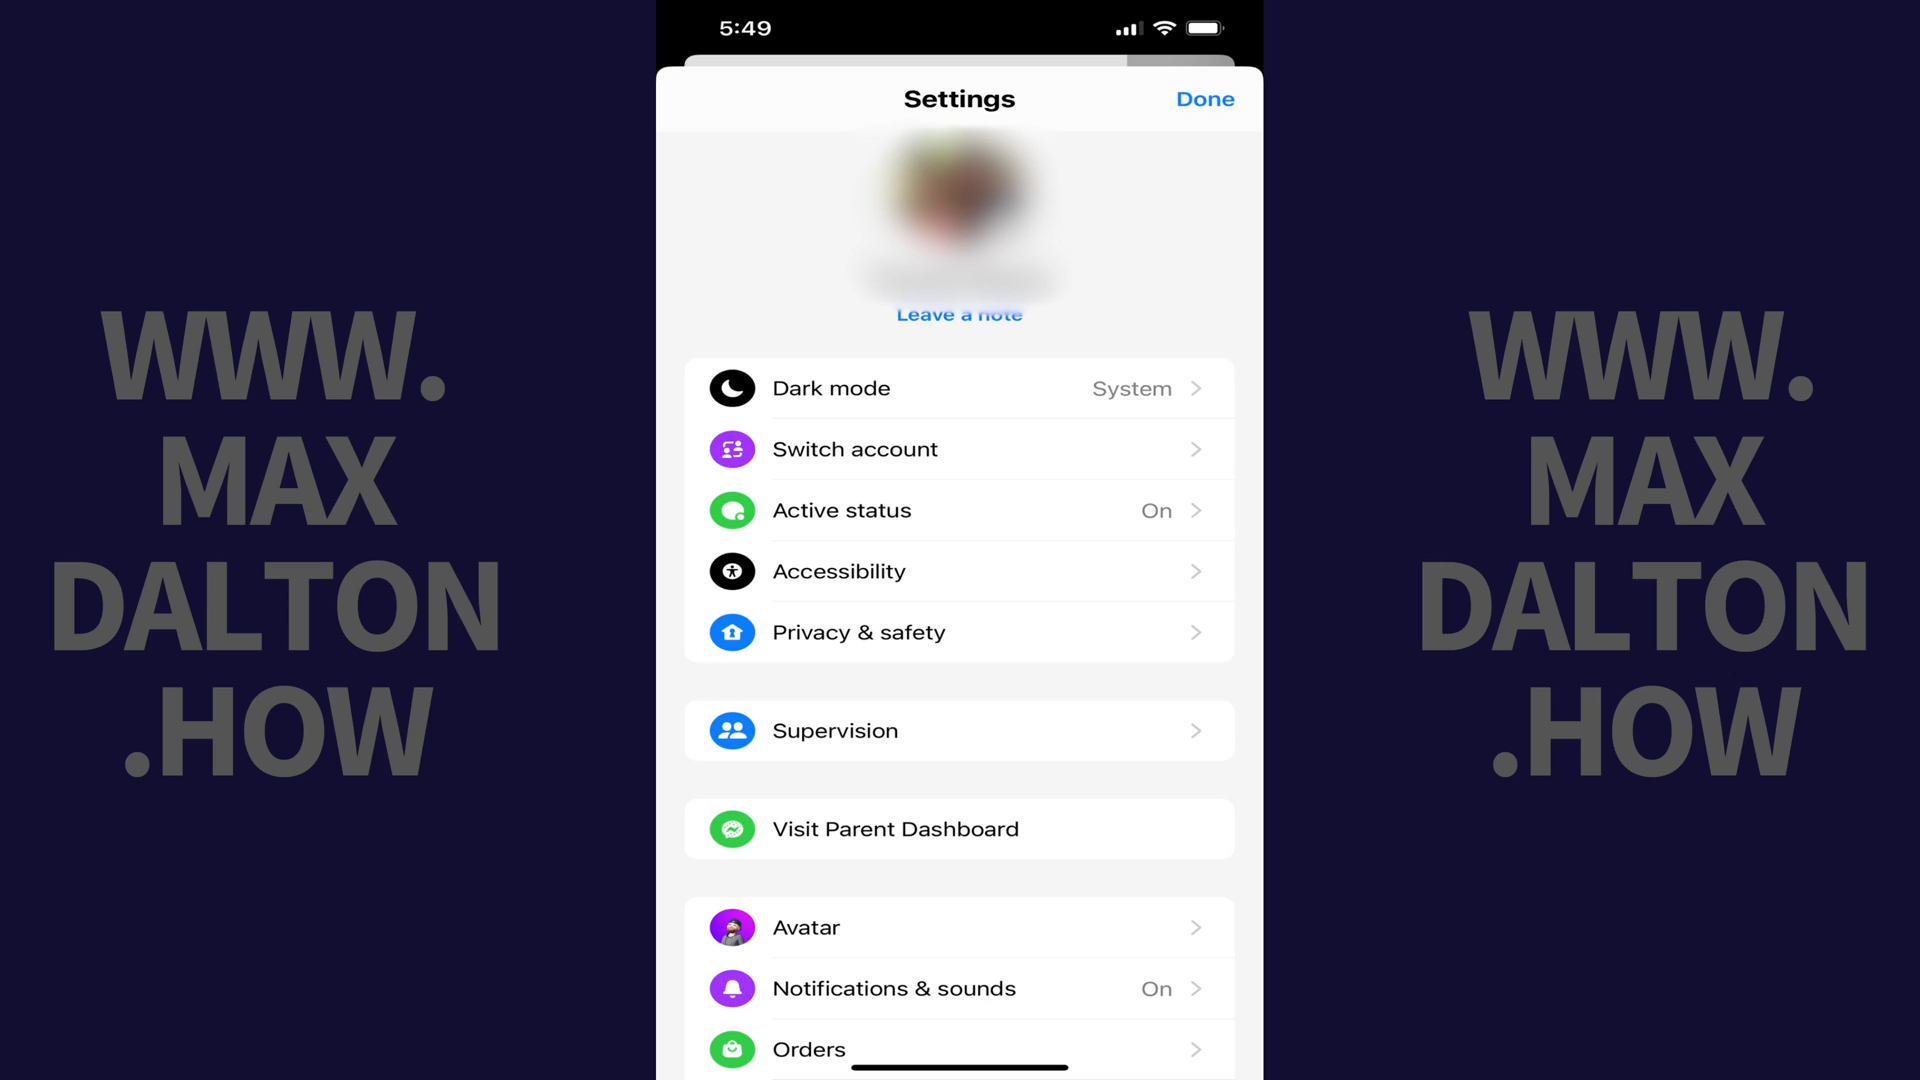 5:49
Settings
Done
Leave a note
Dark mode
System
Switch account
Active status
On
Accessibility
Privacy & safety
Supervision
Visit Parent Dashboard
Avatar
Notifications & sounds
On
Orders
WWW.
MAX
DALTON
.HOW
WWW.
MAX
DALTON
.HOW